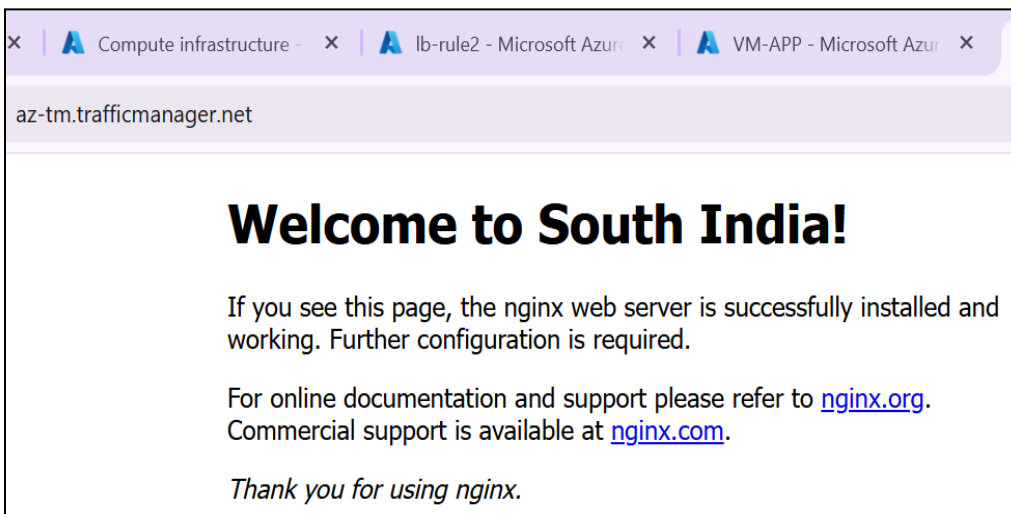 Compute infrastructure - lb-rule2 - Microsoft Azure VM-APP - Microsoft Azur
az-tm.trafficmanager.net
Welcome to South India!
If you see this page, the nginx web server is successfully installed and
working. Further configuration is required.
For online documentation and support please refer to nginx.org.
Commercial support is available at nginx.com.
Thank you for using nginx.